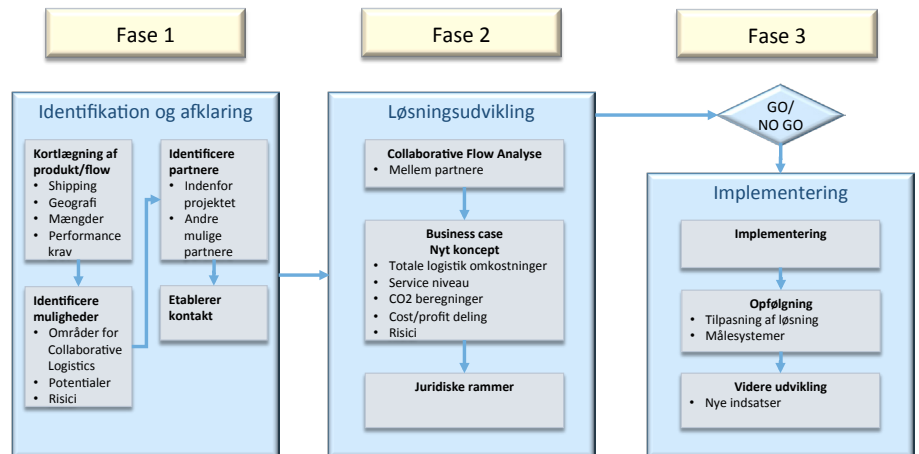 Fase 1
Fase 2
Fase 3
Identifikation og afklaring
Kortlægning af
produkt/flow
• Shipping
• Geografi
• Mængder
• Performance
krav
Identificere
muligheder
• Områder for
Collaborative
Logistics
• Potentialer
• Risici
Identificere
partnere
• Indenfor
projektet
• Andre
mulige
partnere
Etablerer
kontakt
Løsningsudvikling
Collaborative Flow Analyse
• Mellem partnere
Business case
Nyt koncept
• Totale logistik omkostninger
• Service niveau
• CO2 beregninger
• Cost/profit deling
• Risici
Juridiske rammer
GO/
NO GO
Implementering
Implementering
Opfølgning
• Tilpasning af løsning
• Målesystemer
Videre udvikling
• Nye indsatser